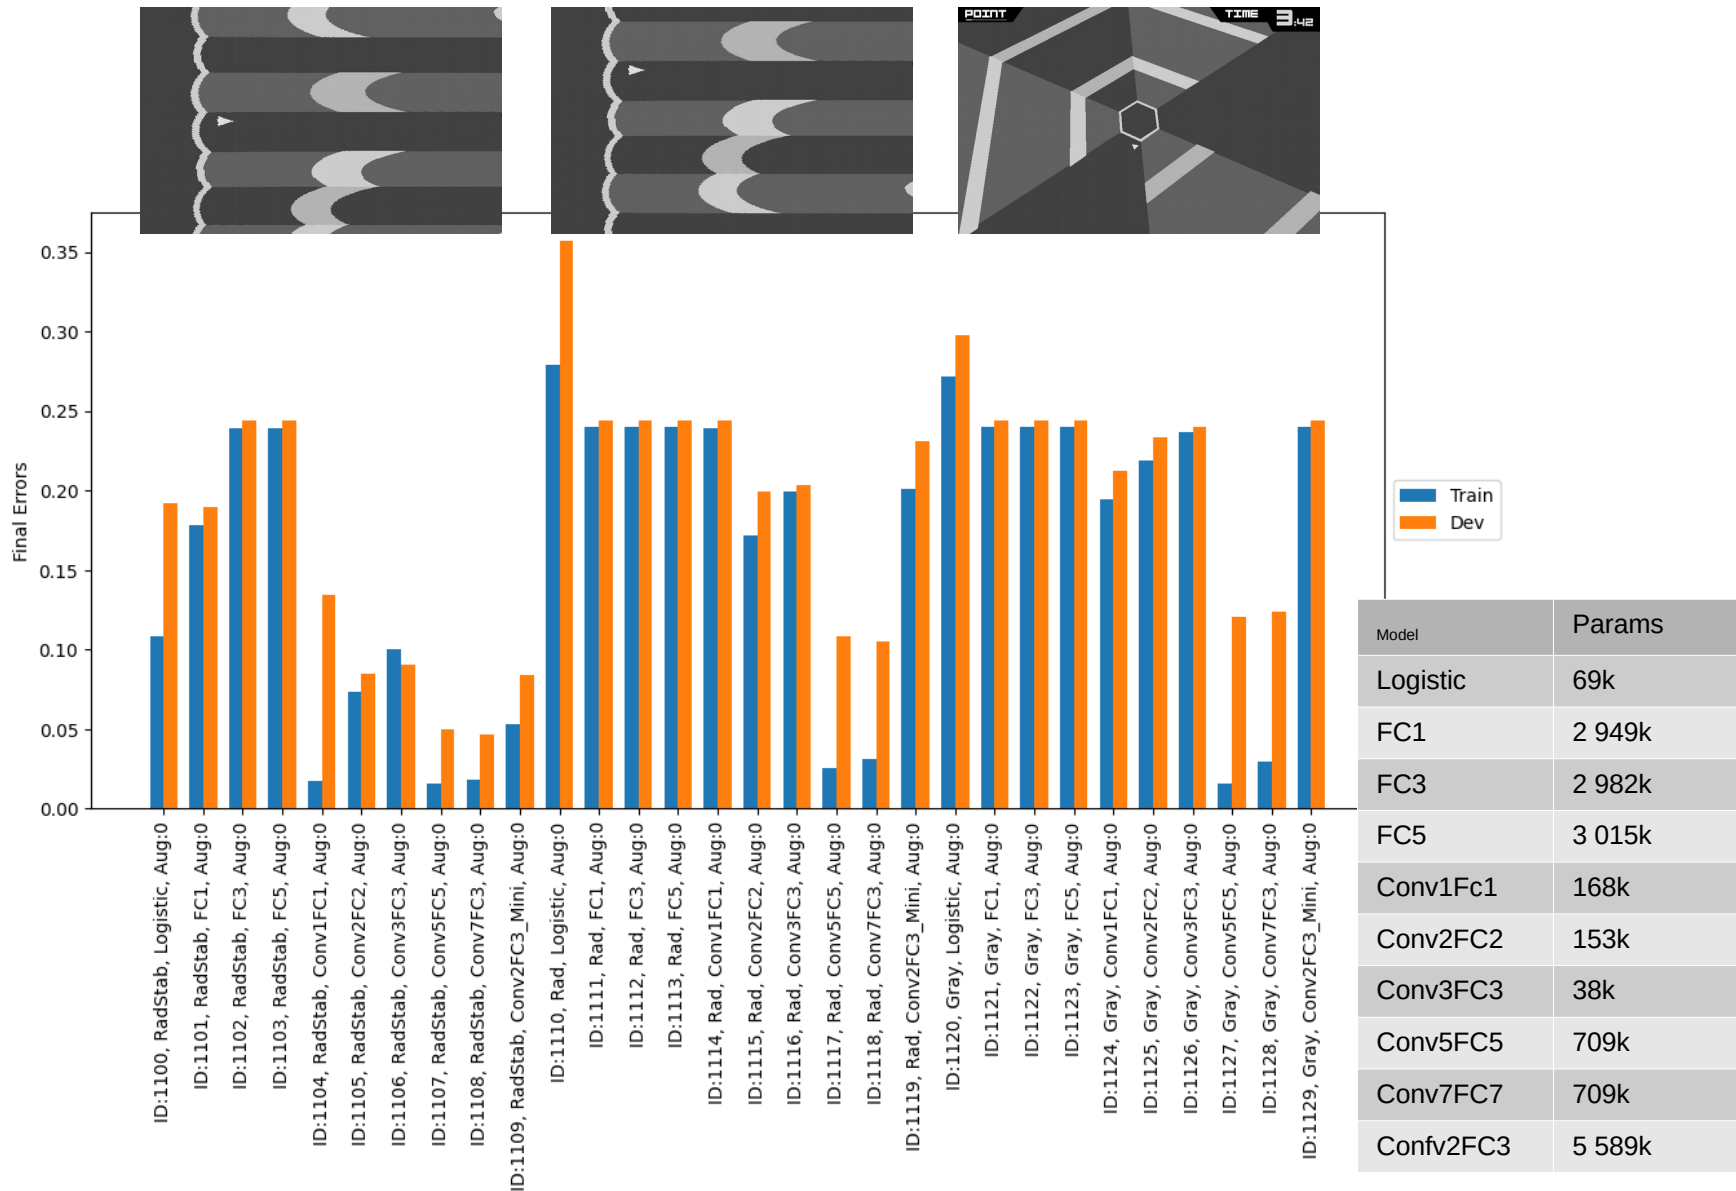 POINT
TIME 3:42
0.35
0.30
0.25
0.20
0.15
0.10
0.05
0.00
Final Errors
Train
Dev
ID:1100, RadStab, Logistic, Aug:0
ID:1101, RadStab, FC1, Aug:0
ID:1102, RadStab, FC3, Aug:0
ID:1103, RadStab, FC5, Aug:0
ID:1104, RadStab, Conv1FC1, Aug:0
ID:1105, RadStab, Conv2FC2, Aug:0
ID:1106, RadStab, Conv3FC3, Aug:0
ID:1107, RadStab, Conv5FC5, Aug:0
ID:1108, RadStab, Conv7FC3, Aug:0
ID:1109, RadStab, Conv2FC3_Mini, Aug:0
ID:1110, Rad, Logistic, Aug:0
ID:1111, Rad, FC1, Aug:0
ID:1112, Rad, FC3, Aug:0
ID:1113, Rad, FC5, Aug:0
ID:1114, Rad, Conv1FC1, Aug:0
ID:1115, Rad, Conv2FC2, Aug:0
ID:1116, Rad, Conv3FC3, Aug:0
ID:1117, Rad, Conv5FC5, Aug:0
ID:1118, Rad, Conv7FC3, Aug:0
ID:1119, Rad, Conv2FC3_Mini, Aug:0
ID:1120, Gray, Logistic, Aug:0
ID:1121, Gray, FC1, Aug:0
ID:1122, Gray, FC3, Aug:0
ID:1123, Gray, FC5, Aug:0
ID:1124, Gray, Conv1FC1, Aug:0
ID:1125, Gray, Conv2FC2, Aug:0
ID:1126, Gray, Conv3FC3, Aug:0
ID:1127, Gray, Conv5FC5, Aug:0
ID:1128, Gray, Conv7FC3, Aug:0
ID:1129, Gray, Conv2FC3_Mini, Aug:0
Model Params
Logistic 69k
FC1 2 949k
FC3 2 982k
FC5 3 015k
Conv1Fc1 168k
Conv2FC2 153k
Conv3FC3 38k
Conv5FC5 709k
Conv7FC7 709k
Confv2FC3 5 589k